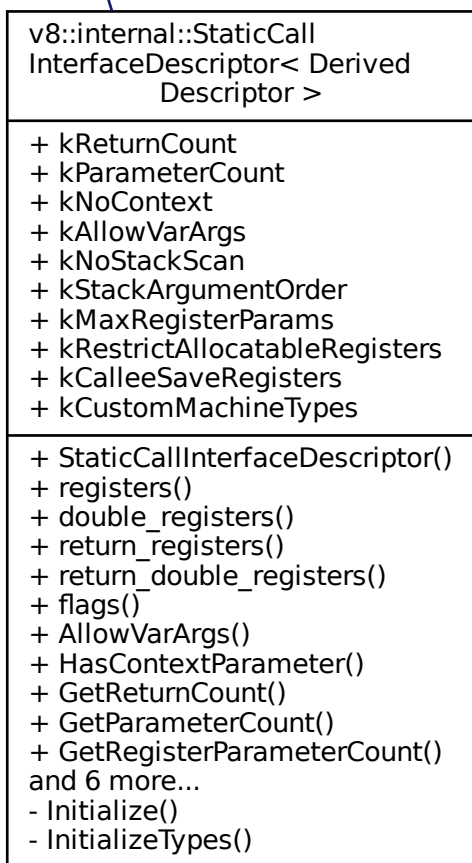 v8::internal::StaticCall
InterfaceDescriptor< Derived
Descriptor >
+ kReturnCount
+ kParameterCount
+ kNoContext
+ kAllowVarArgs
+ kNoStackScan
+ kStackArgumentOrder
+ kMaxRegisterParams
+ kRestrictAllocatableRegisters
+ kCalleeSaveRegisters
+ kCustomMachineTypes
+ StaticCallInterfaceDescriptor()
+ registers()
+ double_registers()
+ return_registers()
+ return_double_registers()
+ flags()
+ AllowVarArgs()
+ HasContextParameter()
+ GetReturnCount()
+ GetParameterCount()
+ GetRegisterParameterCount()
and 6 more...
- Initialize()
- InitializeTypes()